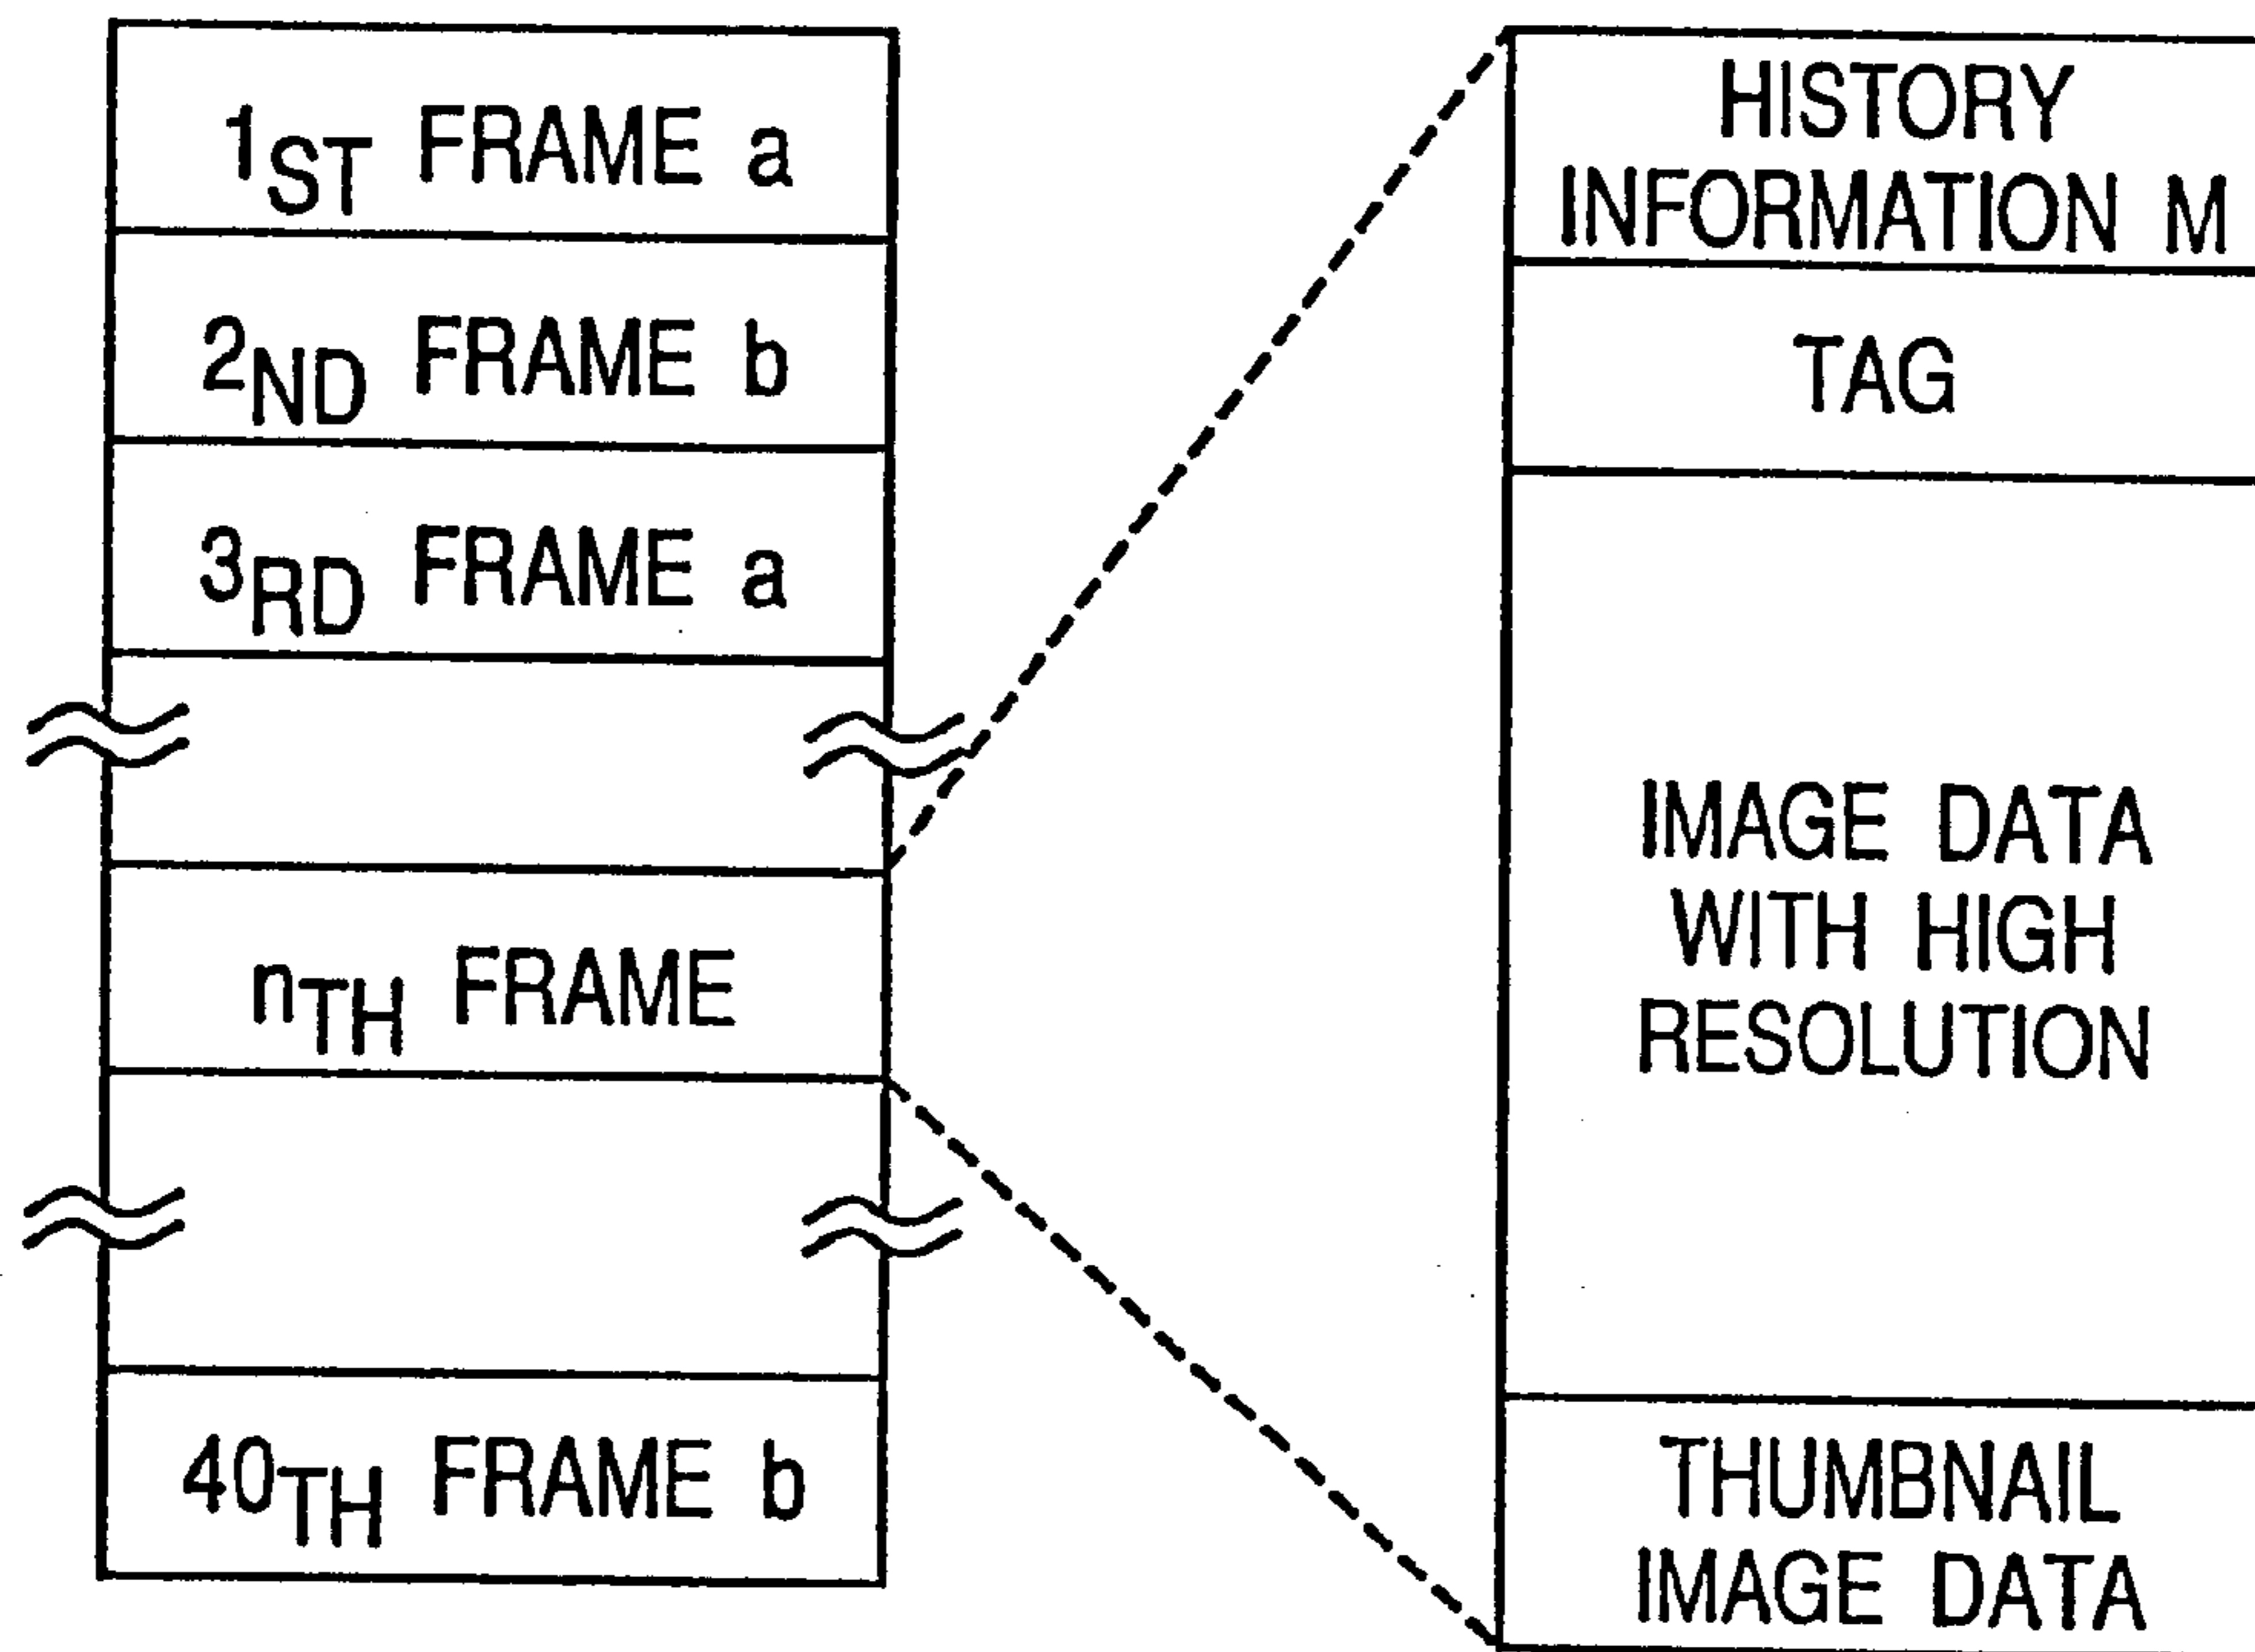 1ST FRAME a
2ND FRAME b
3RD FRAME a
nTH FRAME
40TH FRAME b
HISTORY
INFORMATION M
TAG
IMAGE DATA
WITH HIGH
RESOLUTION
THUMBNAIL
IMAGE DATA